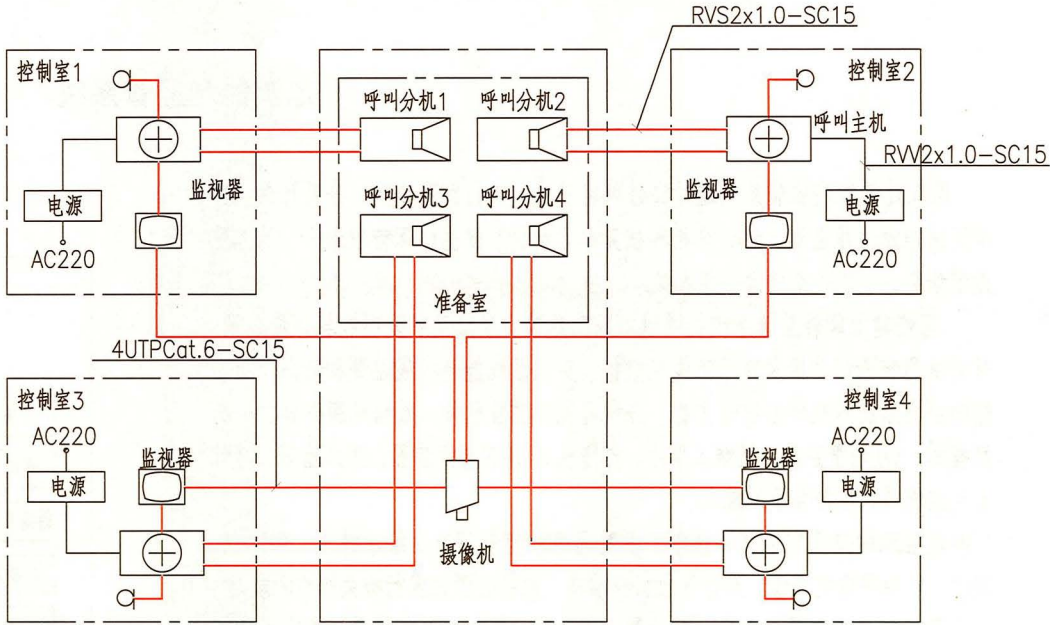 RVS2x1.0-SC15
控制室1
呼叫分机1
呼叫分机2
控制室2
呼叫主机
RVV2x1.0-SC15
监视器
监视器
电源
呼叫分机3
呼叫分机4
电源
AC220
AC220
准备室
4UTPCat.6-SC15
控制室3
控制室4
AC220
AC220
监视器
监视器
电源
电源
摄像机